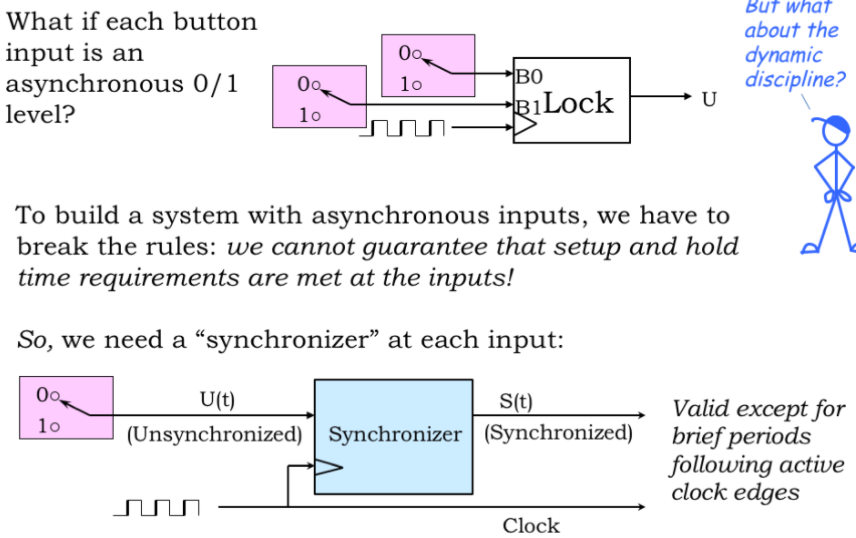 But what
about the
dynamic
discipline?
What if each button
input is an
asynchronous 0/1
level?
0
1
0
1
B0
B1
Lock
U
To build a system with asynchronous inputs, we have to
break the rules: we cannot guarantee that setup and hold
time requirements are met at the inputs!
So, we need a “synchronizer” at each input:
0
1
U(t)
(Unsynchronized)
Synchronizer
S(t)
(Synchronized)
Clock
Valid except for
brief periods
following active
clock edges